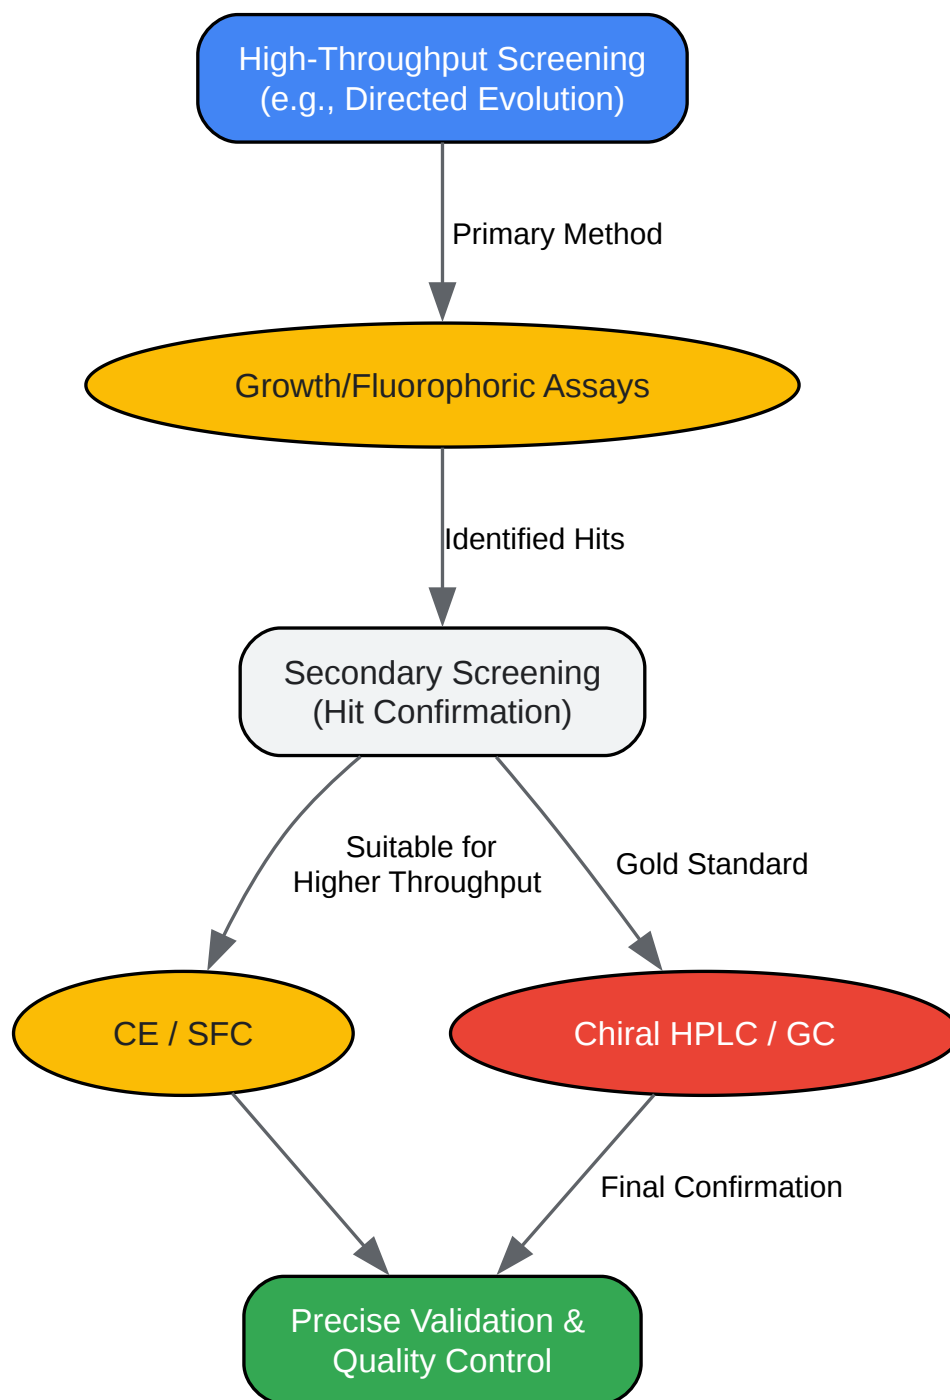 High-Throughput Screening
(e.g., Directed Evolution)
Primary Method
Growth/Fluorophoric Assays
Identified Hits
Secondary Screening
(Hit Confirmation)
Suitable for
Higher Throughput
Gold Standard
CE / SFC
Chiral HPLC / GC
Final Confirmation
Precise Validation &
Quality Control